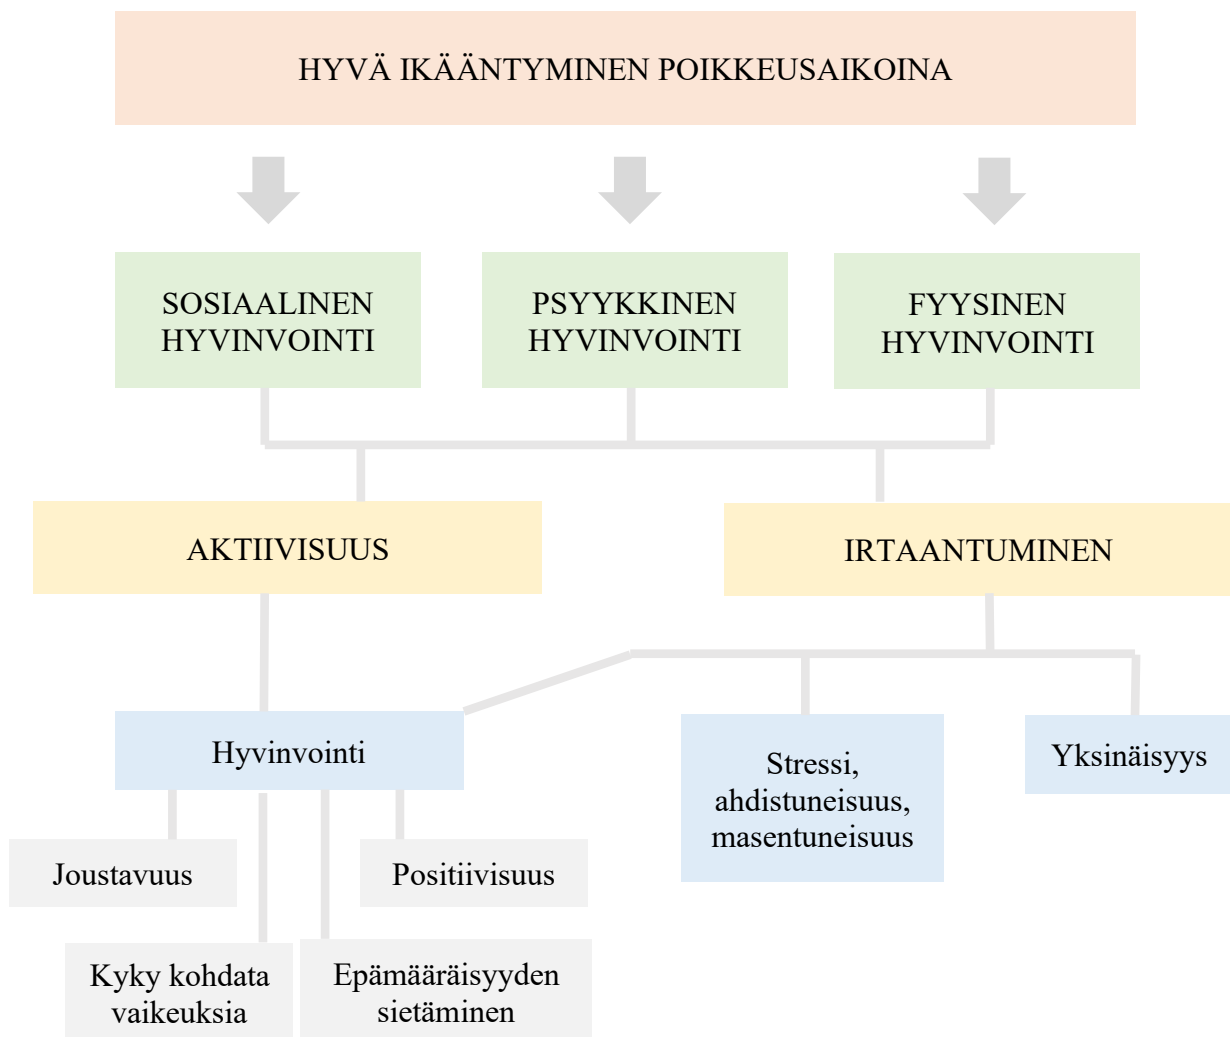 HYVÄ IKÄÄNTYMINEN POIKKEUSAIKOINA
SOSIAALINEN
HYVINVOINTI
PSYYKKINEN
HYVINVOINTI
FYYSINEN
HYVINVOINTI
AKTIIVISUUS
IRTAANTUMINEN
Hyvinvointi
Stressi,
ahdistuneisuus,
masentuneisuus
Yksinäisyys
Joustavuus
Positiivisuus
Kyky kohdata
vaikeuksia
Epämääräisyyden
sietäminen